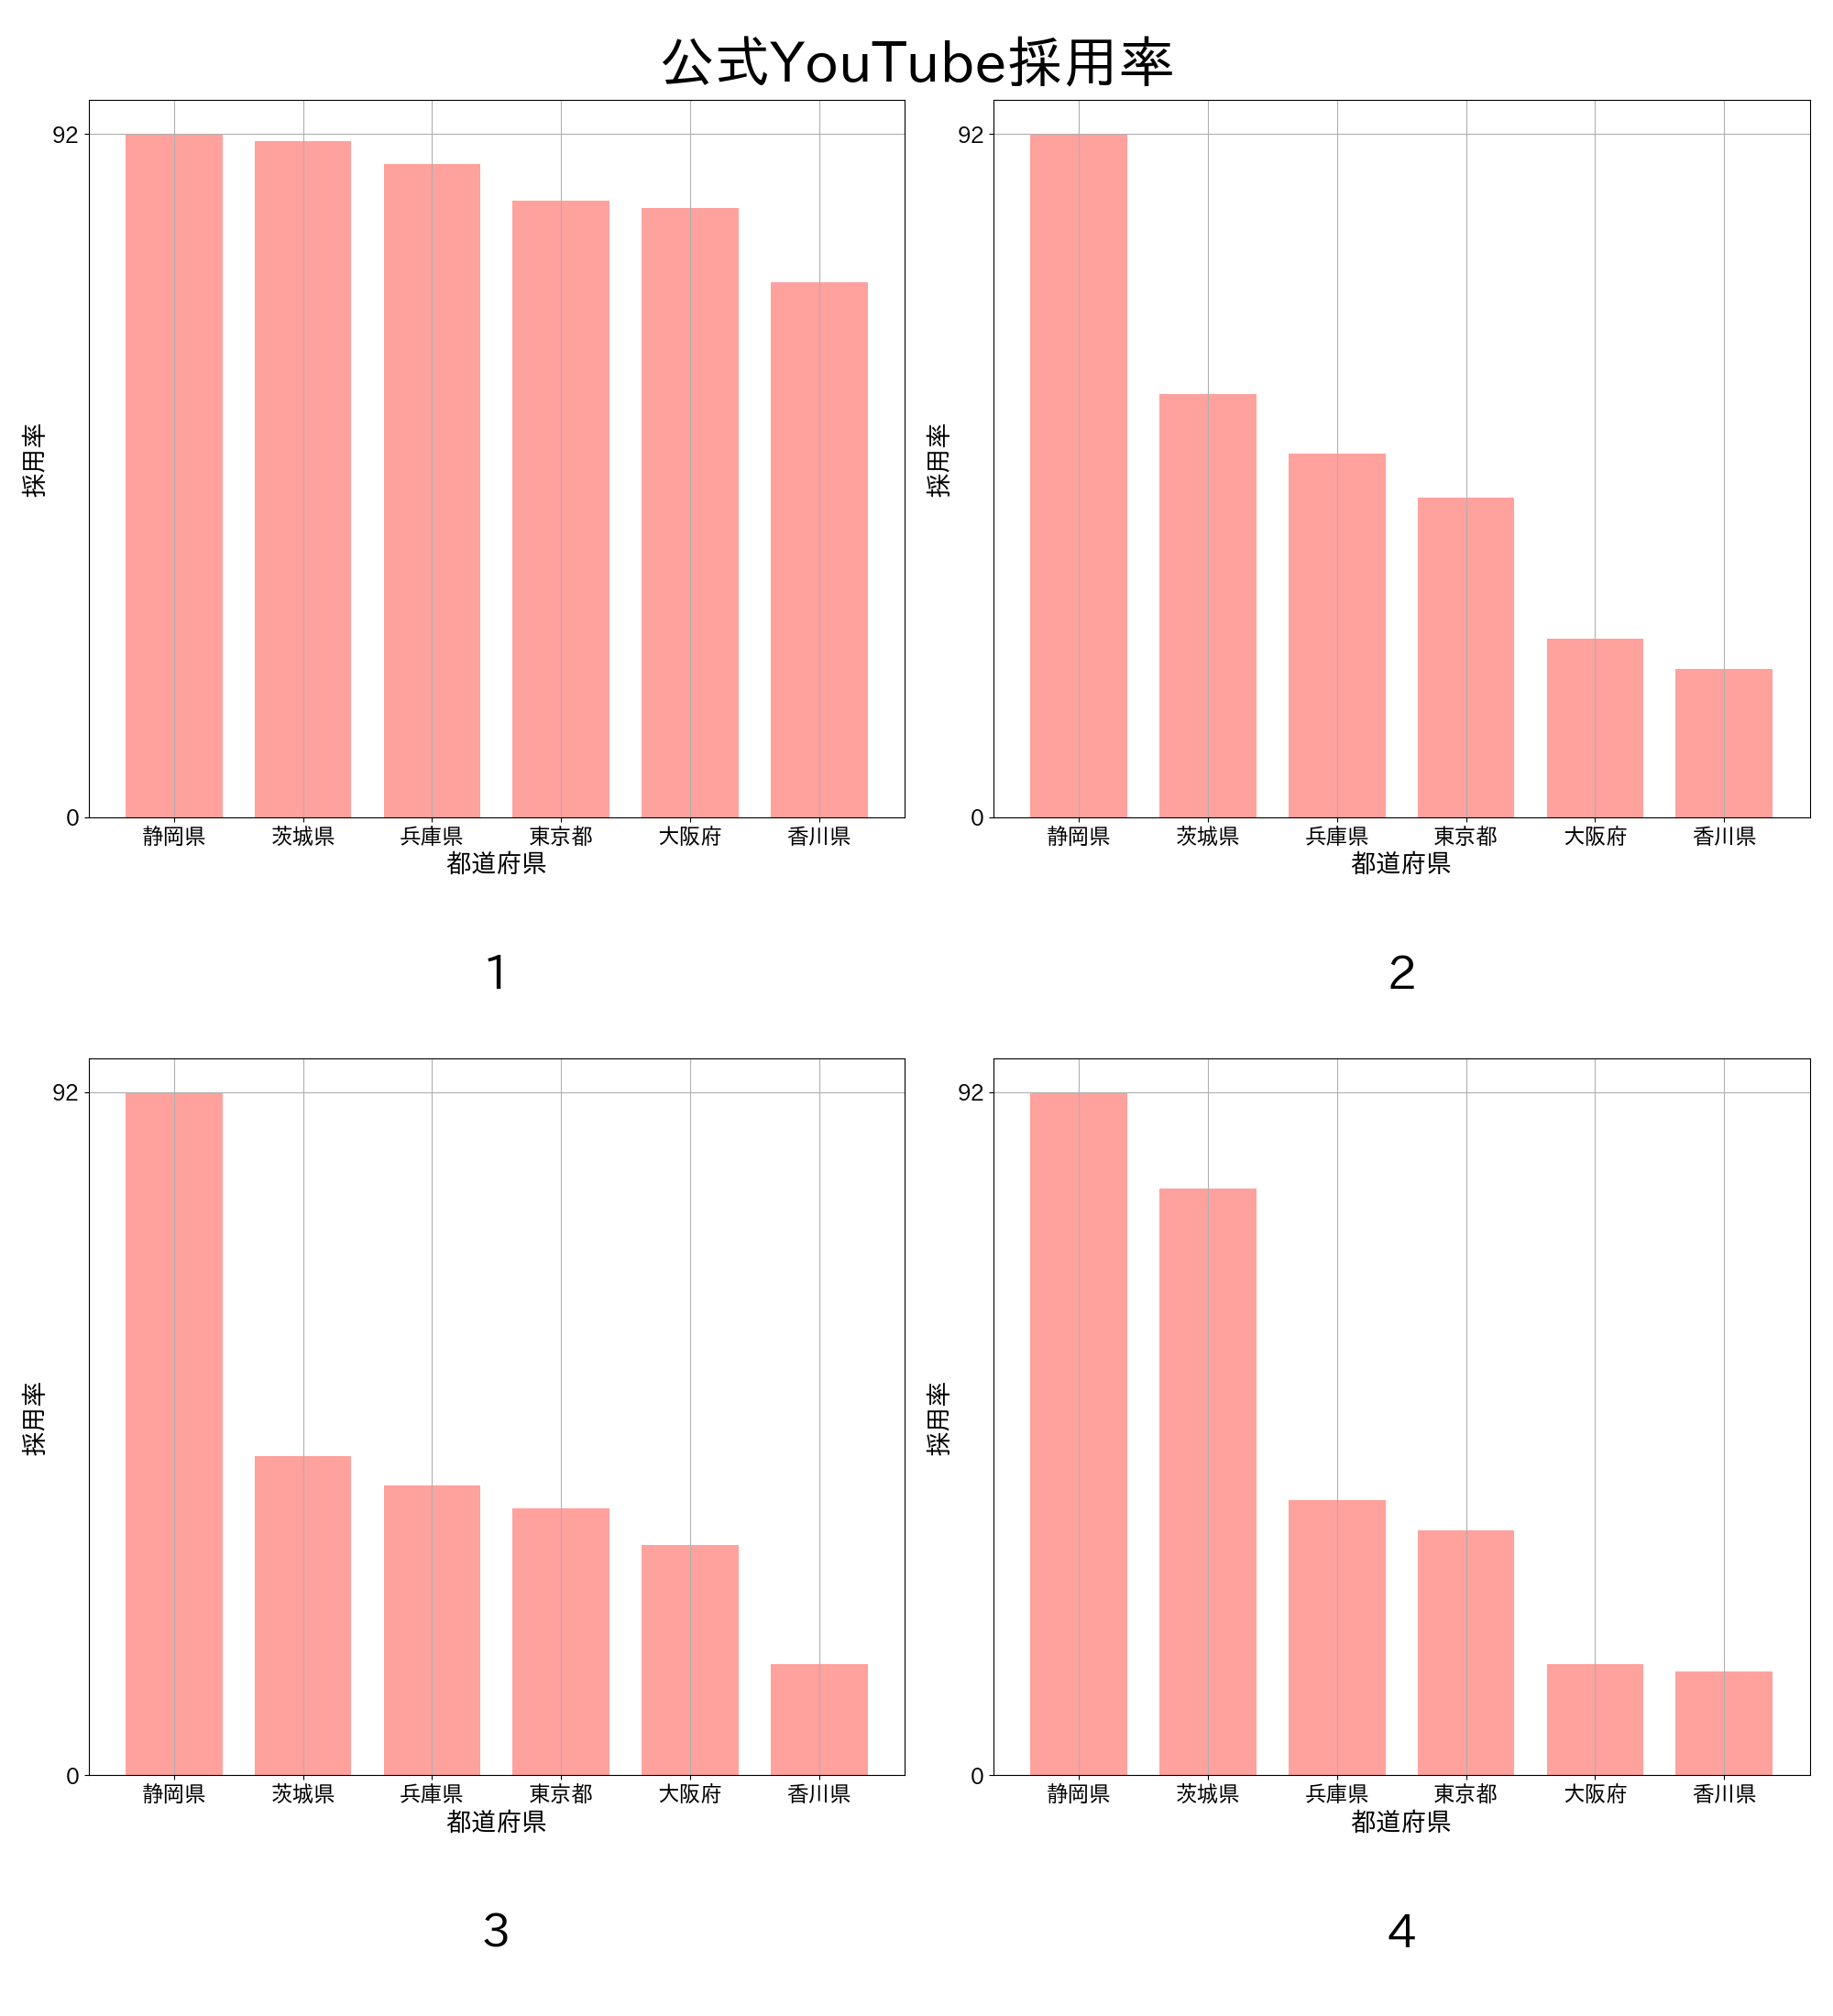 公式YouTube採用率
92
0
採用率
静岡県 茨城県 兵庫県 東京都 大阪府 香川県
都道府県
1
92
0
採用率
静岡県 茨城県 兵庫県 東京都 大阪府 香川県
都道府県
2
92
0
採用率
静岡県 茨城県 兵庫県 東京都 大阪府 香川県
都道府県
3
92
0
採用率
静岡県 茨城県 兵庫県 東京都 大阪府 香川県
都道府県
4